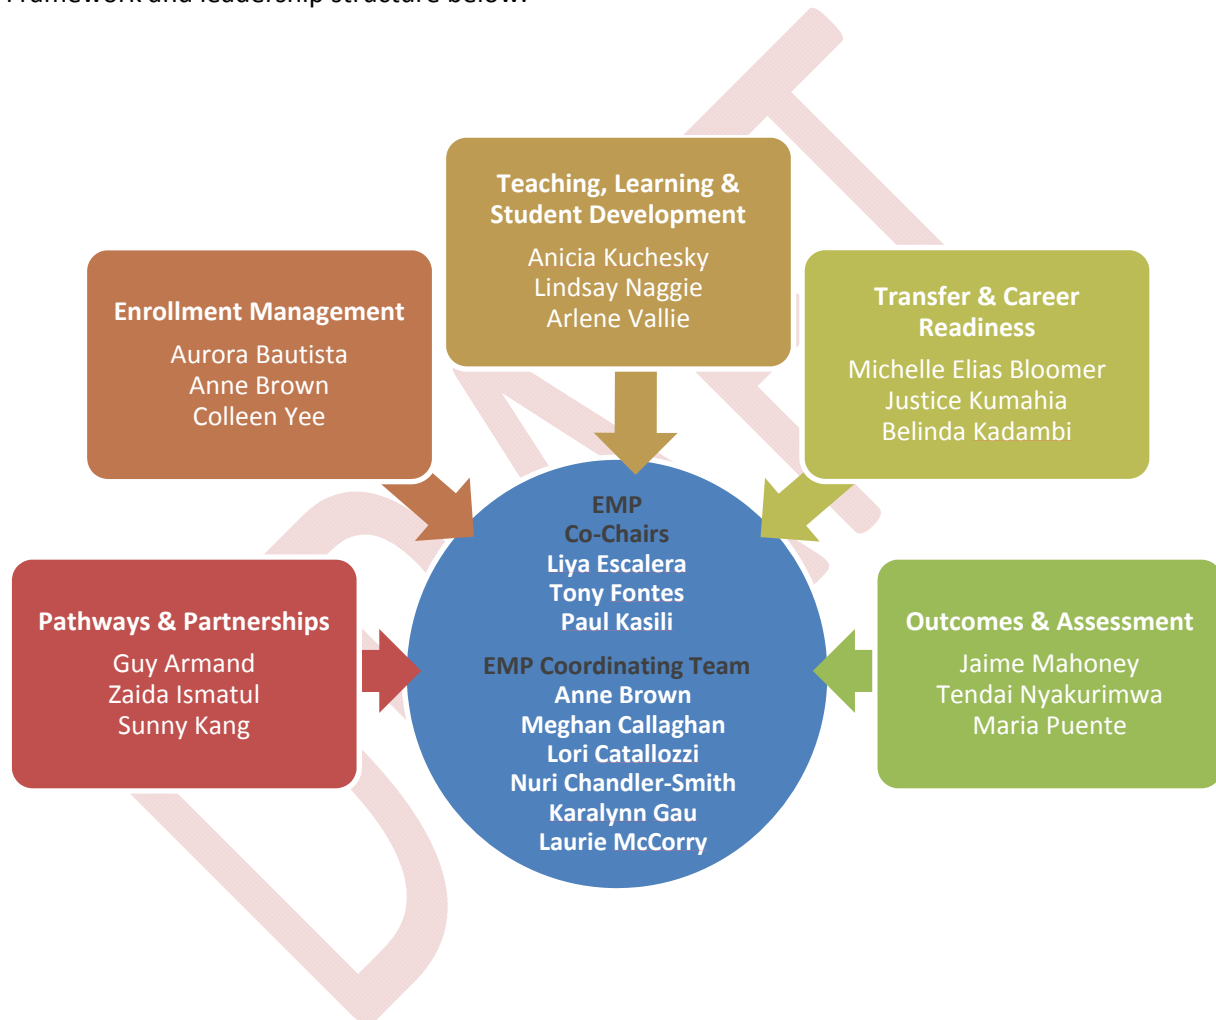 Framework and leadership structure below:
Teaching, Learning &
Student Development
Anicia Kuchesky
Lindsay Naggie
Arlene Vallie
Enrollment Management
Aurora Bautista
Anne Brown
Colleen Yee
Transfer & Career
Readiness
Michelle Elias Bloomer
Justice Kumahia
Belinda Kadambi
Pathways & Partnerships
Guy Armand
Zaida Ismatul
Sunny Kang
EMP
Co-Chairs
Liya Escalera
Tony Fontes
Paul Kasili
EMP Coordinating Team
Anne Brown
Meghan Callaghan
Lori Catallozzi
Nuri Chandler-Smith
Karalynn Gau
Laurie McCorry
Outcomes & Assessment
Jaime Mahoney
Tendai Nyakurimwa
Maria Puente
DRAFT